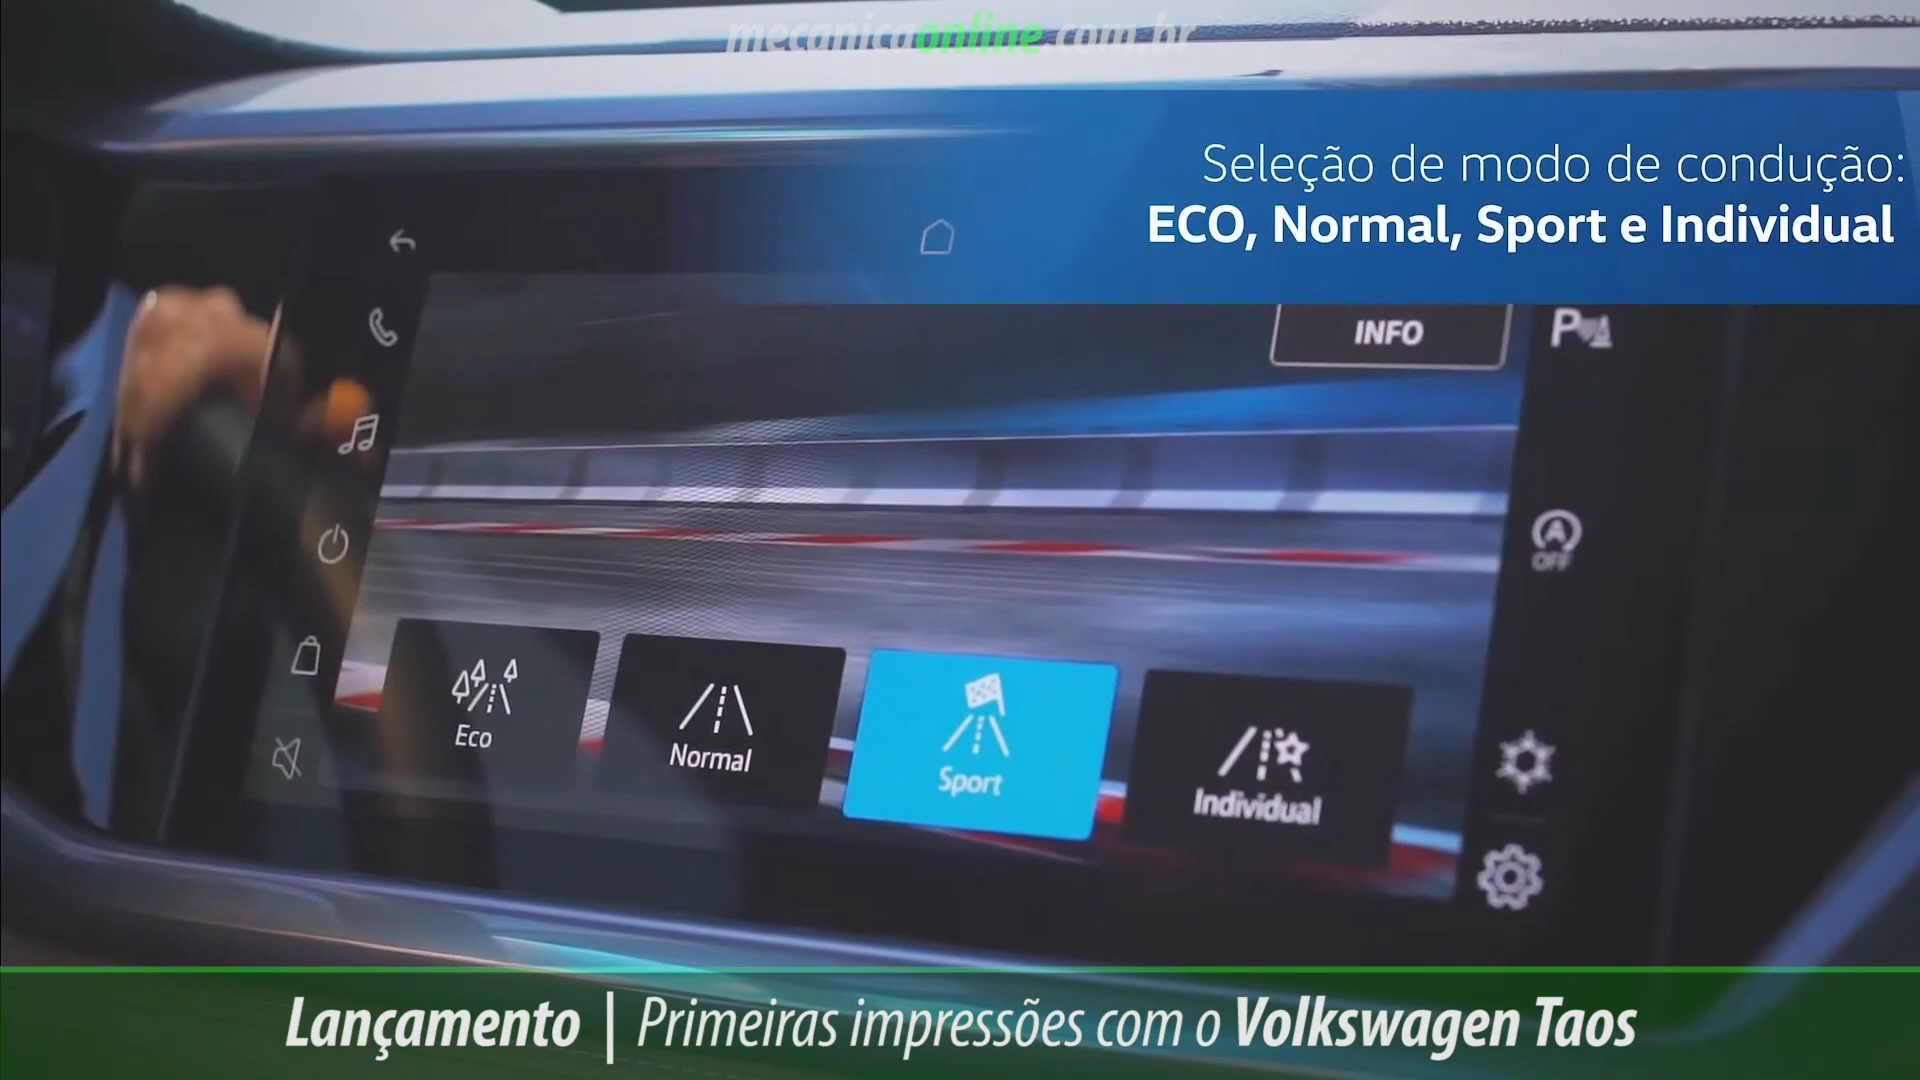 mecanicaonline.com.br
Seleção de modo de condução:
ECO, Normal, Sport e Individual
INFO
P
A
OFF
Eco
Normal
Sport
Individual
Lançamento | Primeiras impressões com o Volkswagen Taos